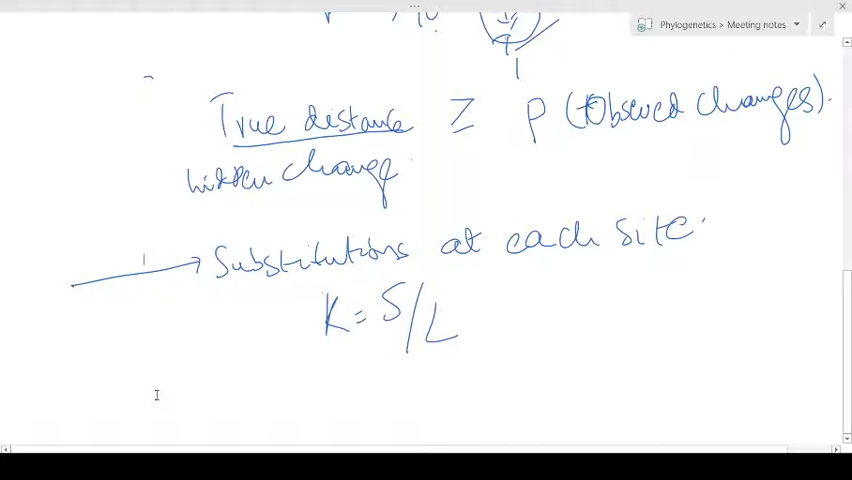 Phylogenetics > Meeting notes
True distance ≥ P (Observed changes).
hidden change
→ Substitutions at each site.
K = S/L